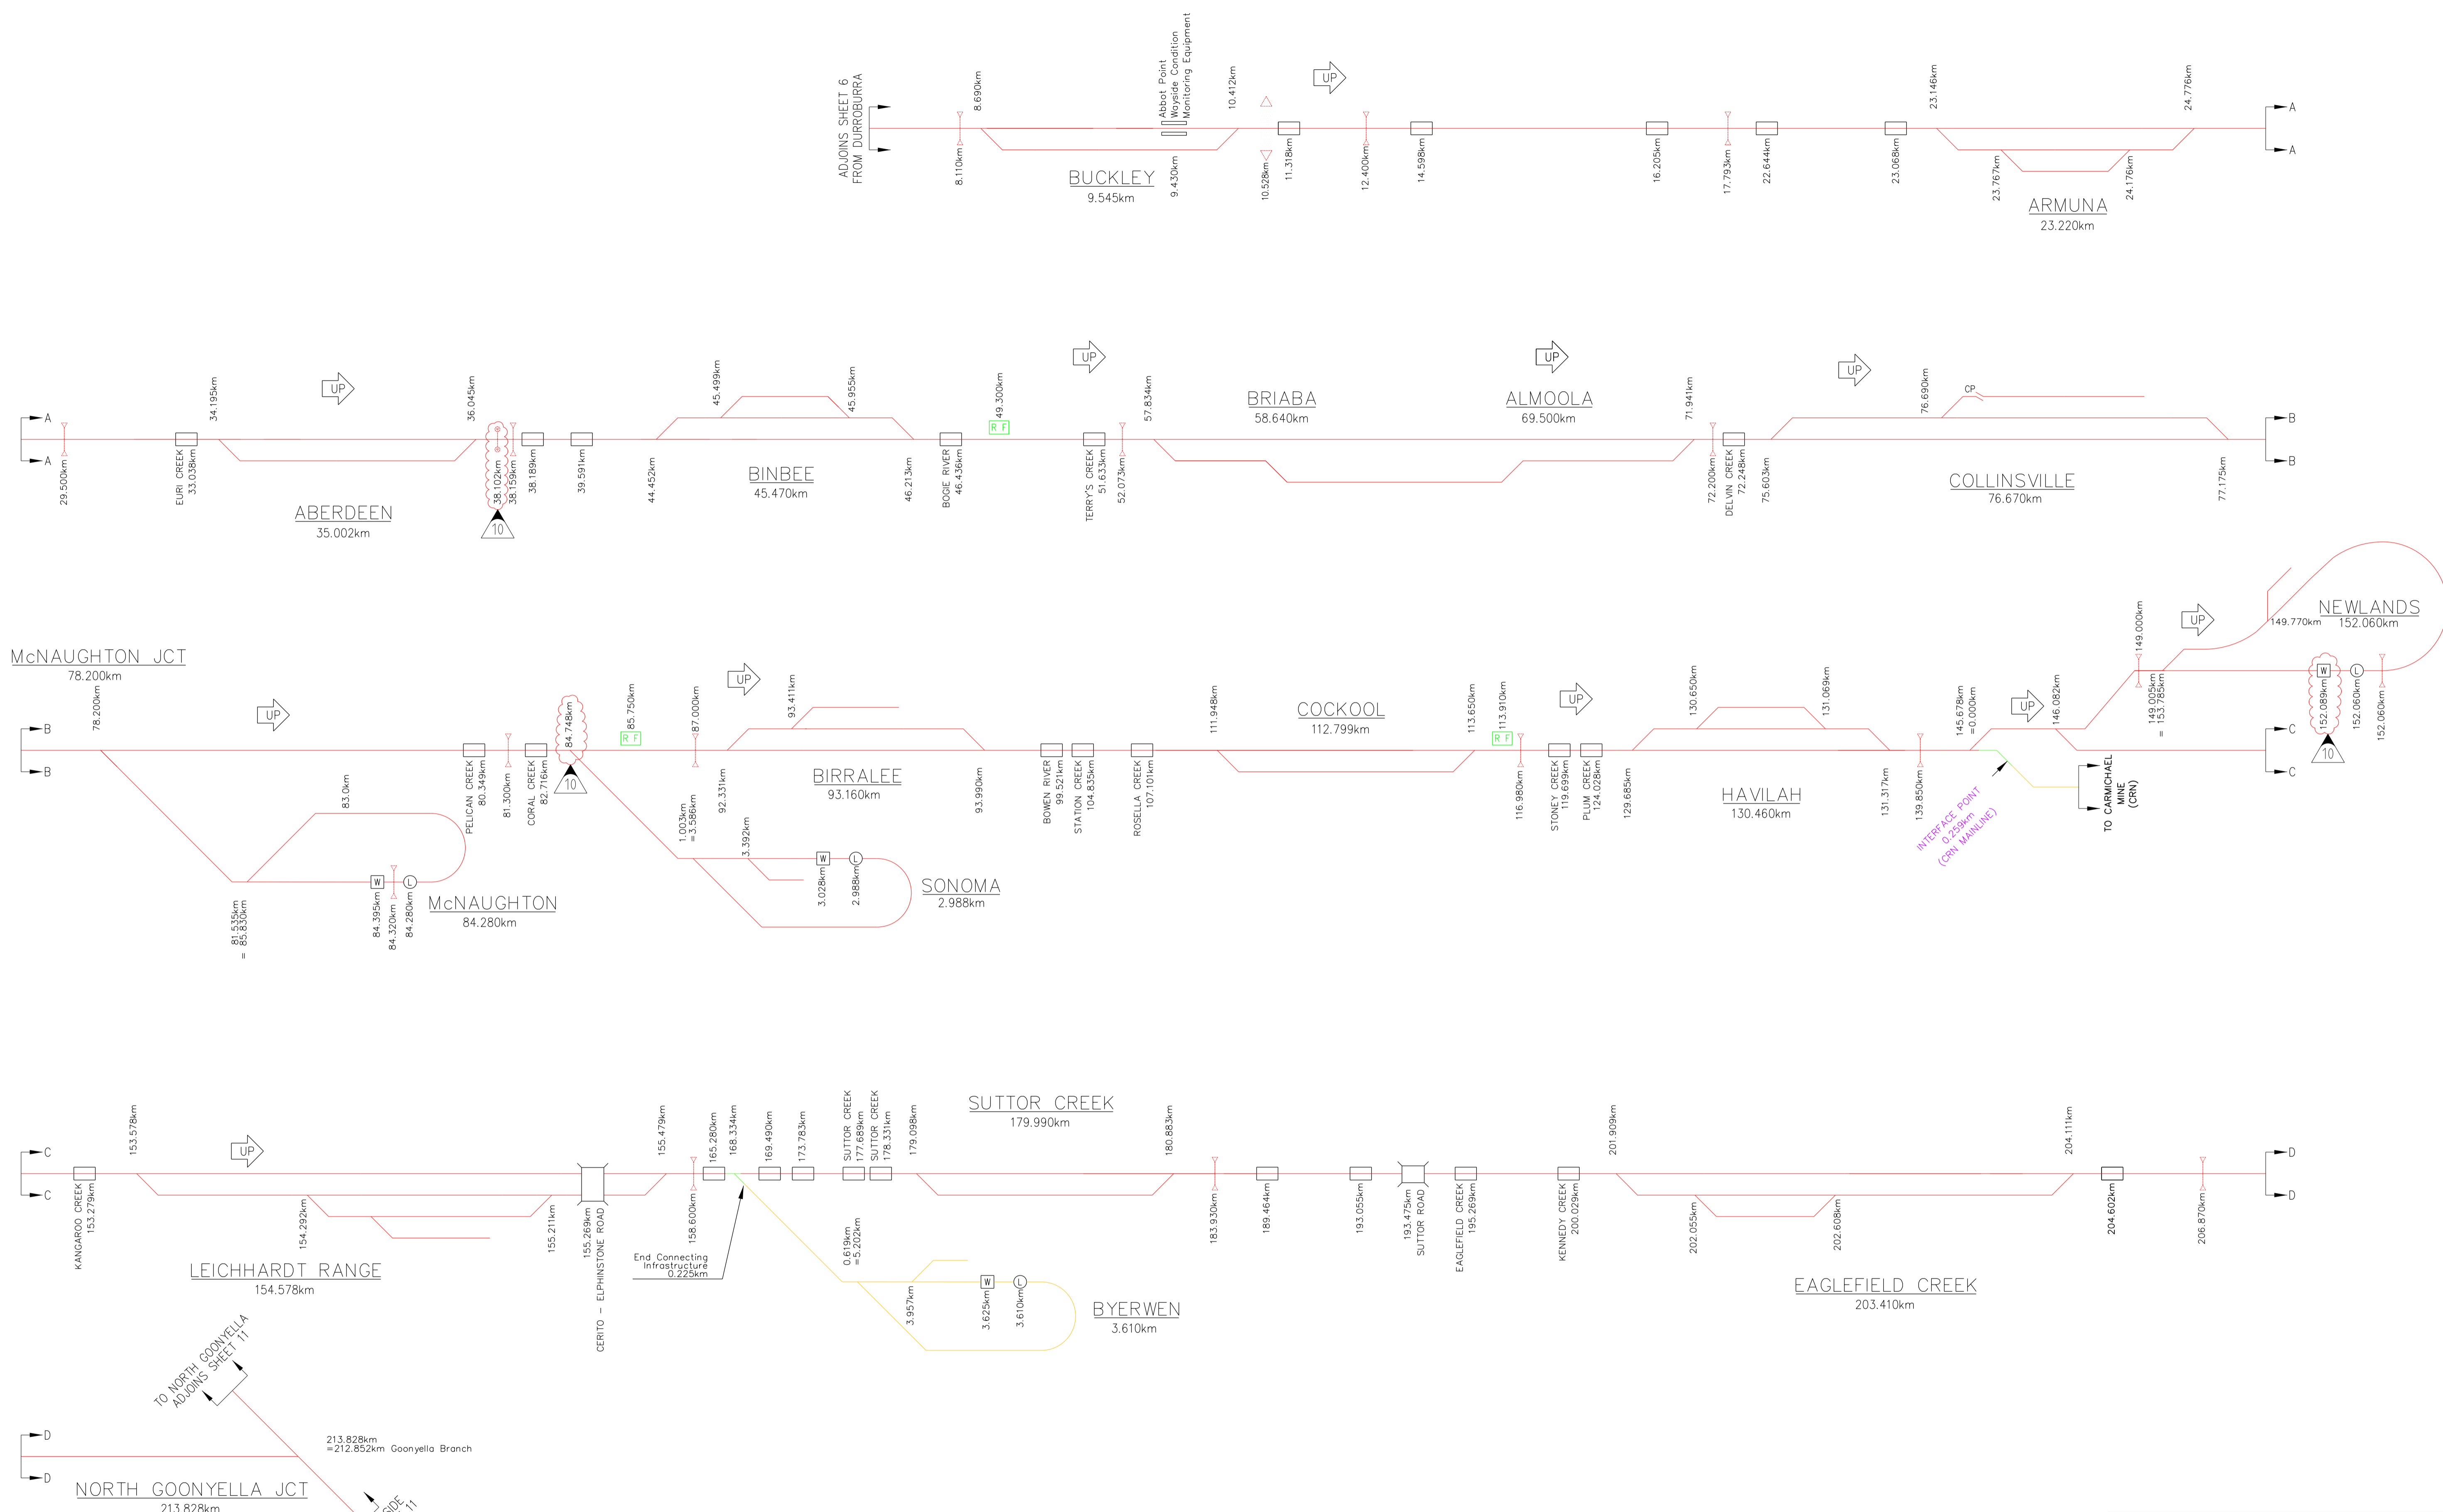 ADJOINS SHEET 6
FROM DURROBURRA
8.110km
8.690km
BUCKLEY
9.545km
Abbot Point
Wayside Condition
Monitoring Equipment
9.430km
10.412km
10.528km
11.318km
UP
12.400km
14.598km
16.205km
17.793km
22.644km
23.068km
23.146km
23.767km
24.176km
24.776km
ARMUNA
23.220km
A
A
A
A
29.500km
EURI CREEK
33.038km
34.195km
UP
ABERDEEN
35.002km
36.045km
38.102km
10
38.159km
38.189km
39.591km
44.452km
45.499km
BINBEE
45.470km
45.955km
46.213km
BOGIE RIVER
46.436km
R F
49.300km
UP
TERRY'S CREEK
51.633km
52.073km
57.834km
BRIABA
58.640km
UP
ALMOOLA
69.500km
71.941km
72.200km
DELVIN CREEK
72.248km
75.603km
UP
76.690km
CP
COLLINSVILLE
76.670km
77.175km
B
B
McNAUGHTON JCT
78.200km
78.200km
B
B
UP
81.535km
= 85.830km
83.0km
84.395km
W
84.320km
L
84.280km
McNAUGHTON
84.280km
PELICAN CREEK
80.349km
81.300km
CORAL CREEK
82.716km
84.748km
10
R F
85.750km
87.000km
1.003km
=3.586km
3.392km
W
3.028km
L
2.988km
SONOMA
2.988km
UP
92.331km
93.411km
BIRRALEE
93.160km
93.990km
BOWEN RIVER
99.521km
STATION CREEK
104.835km
ROSELLA CREEK
107.101km
111.948km
COCKOOL
112.799km
113.650km
R F
113.910km
116.980km
UP
STONEY CREEK
119.699km
PLUM CREEK
124.028km
129.685km
130.650km
HAVILAH
130.460km
131.069km
131.317km
139.850km
145.678km
=0.000km
INTERFACE POINT
0.259km
(CRN MAINLINE)
UP
146.082km
TO CARMICHAEL
MINE
(CRN)
149.000km
149.005km
= 153.785km
UP
149.770km
NEWLANDS
152.060km
W
152.089km
10
L
152.060km
152.060km
C
C
C
C
KANGAROO CREEK
153.279km
153.578km
UP
LEICHHARDT RANGE
154.578km
154.292km
155.211km
155.269km
CERITO - ELPHINSTONE ROAD
155.479km
158.600km
165.280km
168.334km
End Connecting
Infrastructure
0.225km
169.490km
173.783km
SUTTOR CREEK
177.689km
SUTTOR CREEK
178.331km
179.098km
0.619km
=5.202km
3.957km
W
3.625km
L
3.610km
BYERWEN
3.610km
SUTTOR CREEK
179.990km
180.883km
183.930km
189.464km
193.055km
193.475km
SUTTOR ROAD
EAGLEFIELD CREEK
195.269km
KENNEDY CREEK
200.029km
201.909km
202.055km
202.608km
EAGLEFIELD CREEK
203.410km
204.111km
204.602km
206.870km
D
D
TO NORTH GOONYELLA
ADJOINS SHEET 11
D
D
213.828km
=212.852km Goonyella Branch
NORTH GOONYELLA JCT
213.828km